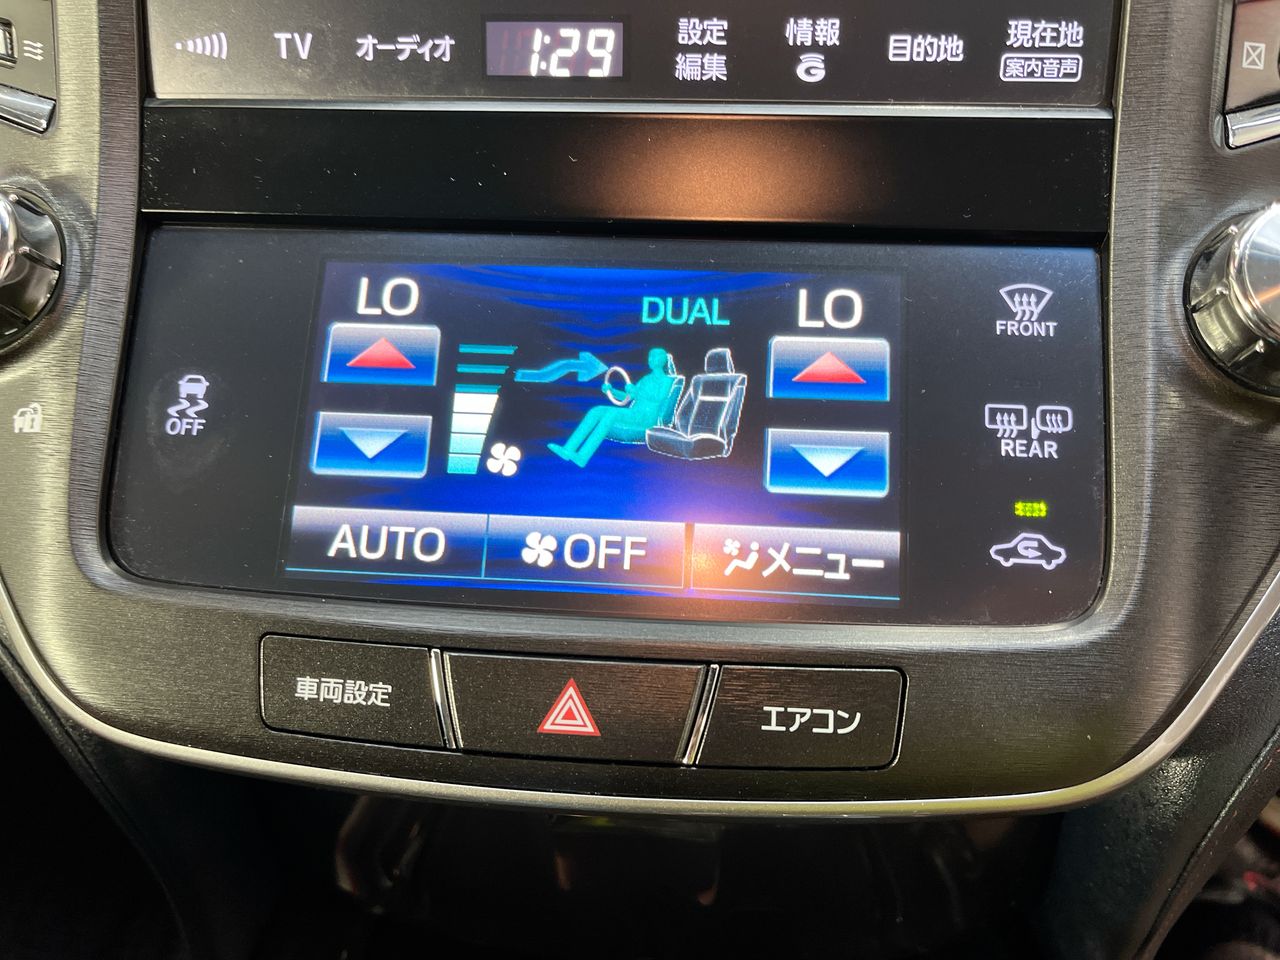 TV
オーディオ
1:29
設定
編集
情報
G
目的地
現在地
案内音声
LO
DUAL
LO
FRONT
OFF
REAR
AUTO
OFF
メニュー
車両設定
エアコン